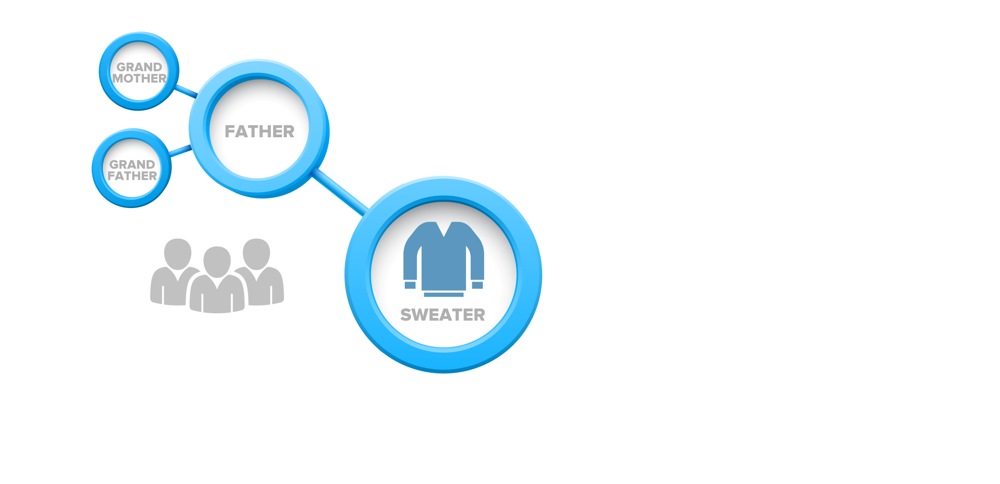 GRAND
MOTHER
FATHER
GRAND
FATHER
SWEATER